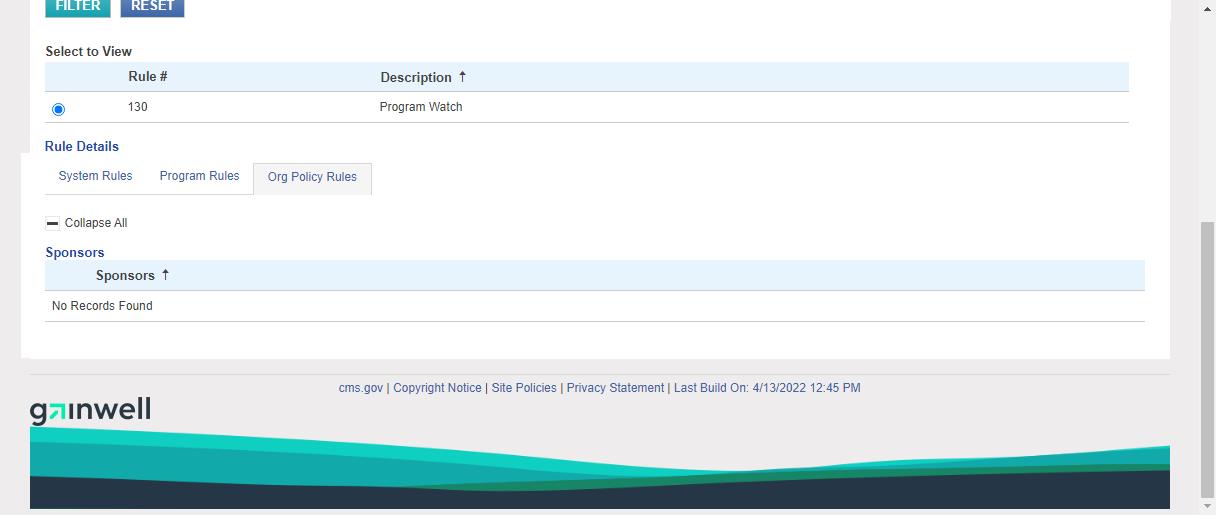 FILTER RESET
Select to View
Rule # Description ↑
130 Program Watch
Rule Details
System Rules Program Rules Org Policy Rules
Collapse All
Sponsors
Sponsors ↑
No Records Found
cms.gov | Copyright Notice | Site Policies | Privacy Statement | Last Build On: 4/13/2022 12:45 PM
gainwell